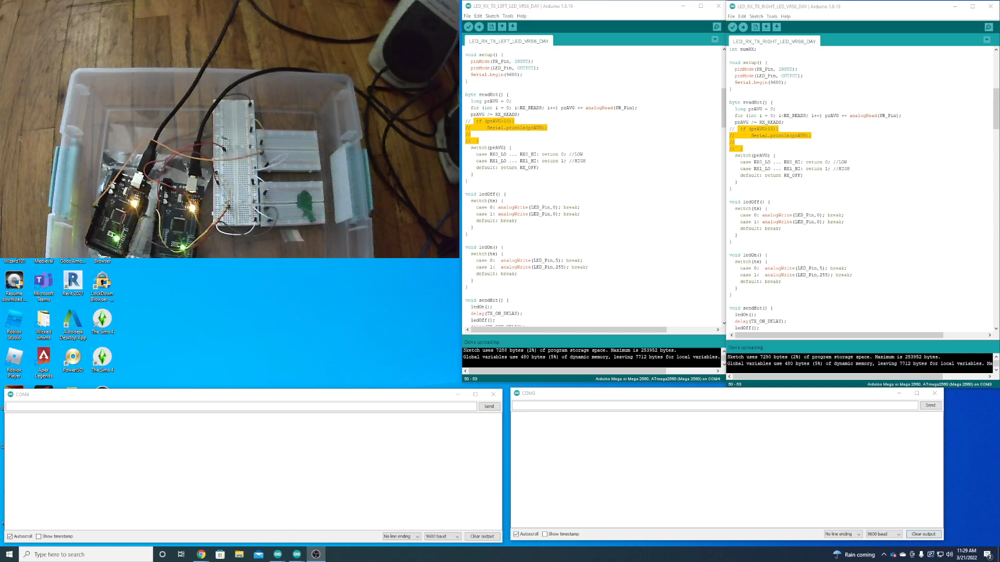 LED_RX_TX_LEFT_LED_VRS6_DAY | Arduino 1.8.19
File Edit Sketch Tools Help
LED_RX_TX_LEFT_LED_VRS6_DAY
void setup() {
pinMode(PR_Pin, INPUT);
pinMode(LED_Pin, OUTPUT);
Serial.begin(9600);
}
byte readBit() {
long prAVG = 0;
for (int i = 0; i<RX_READS; i++) prAVG += analogRead(PR_Pin);
prAVG /= RX_READS;
// if (prAVG>10){
// Serial.println(prAVG);
//
// }
switch(prAVG) {
case RX0_LO ... RX0_HI: return 0; //LOW
case RX1_LO ... RX1_HI: return 1; //HIGH
default: return RX_OFF;
}
}
void ledOff() {
switch(tx) {
case 0: analogWrite(LED_Pin,0); break;
case 1: analogWrite(LED_Pin,0); break;
default: break;
}
}
void ledOn() {
switch(tx) {
case 0: analogWrite(LED_Pin,5); break;
case 1: analogWrite(LED_Pin,255); break;
default: break;
}
}
void sendBit() {
ledOn();
delay(TX_ON_DELAY);
ledOff();
Done uploading.
Sketch uses 7288 bytes (2%) of program storage space. Maximum is 253952 bytes.
Global variables use 480 bytes (5%) of dynamic memory, leaving 7712 bytes for local variables.
50 - 53
Arduino Mega or Mega 2560, ATmega2560 (Mega 2560) on COM4
LED_RX_TX_RIGHT_LED_VRS6_DAY | Arduino 1.8.19
File Edit Sketch Tools Help
LED_RX_TX_RIGHT_LED_VRS6_DAY
int numRX;
void setup() {
pinMode(PR_Pin, INPUT);
pinMode(LED_Pin, OUTPUT);
Serial.begin(9600);
}
byte readBit() {
long prAVG = 0;
for (int i = 0; i<RX_READS; i++) prAVG += analogRead(PR_Pin);
prAVG /= RX_READS;
// if (prAVG>15){
// Serial.println(prAVG);
//
// }
switch(prAVG) {
case RX0_LO ... RX0_HI: return 0; //LOW
case RX1_LO ... RX1_HI: return 1; //HIGH
default: return RX_OFF;
}
}
void ledOff() {
switch(tx) {
case 0: analogWrite(LED_Pin,0); break;
case 1: analogWrite(LED_Pin,0); break;
default: break;
}
}
void ledOn() {
switch(tx) {
case 0: analogWrite(LED_Pin,5); break;
case 1: analogWrite(LED_Pin,255); break;
default: break;
}
}
void sendBit() {
ledOn();
delay(TX_ON_DELAY);
ledOff();
Done uploading.
Sketch uses 7290 bytes (2%) of program storage space. Maximum is 253952 bytes.
Global variables use 480 bytes (5%) of dynamic memory, leaving 7712 bytes for local variables. Ma
50 - 53
Arduino Mega or Mega 2560, ATmega2560 (Mega 2560) on COM3
Wizard101 Medieval Gods Amo... Browser
Resume download ...
Microsoft Teams
Revit 2021
LockDown Browser -...
Roblox Studio
Wicked whims
Autodesk Desktop App
The Sims 4
Roblox Player
Apex Legends
PowerISO
The Sims 4
COM4
Send
Autoscroll Show timestamp
No line ending
9600 baud
Clear output
COM3
Send
Autoscroll Show timestamp
No line ending
9600 baud
Clear output
Type here to search
Rain coming
11:29 AM
3/21/2022
2